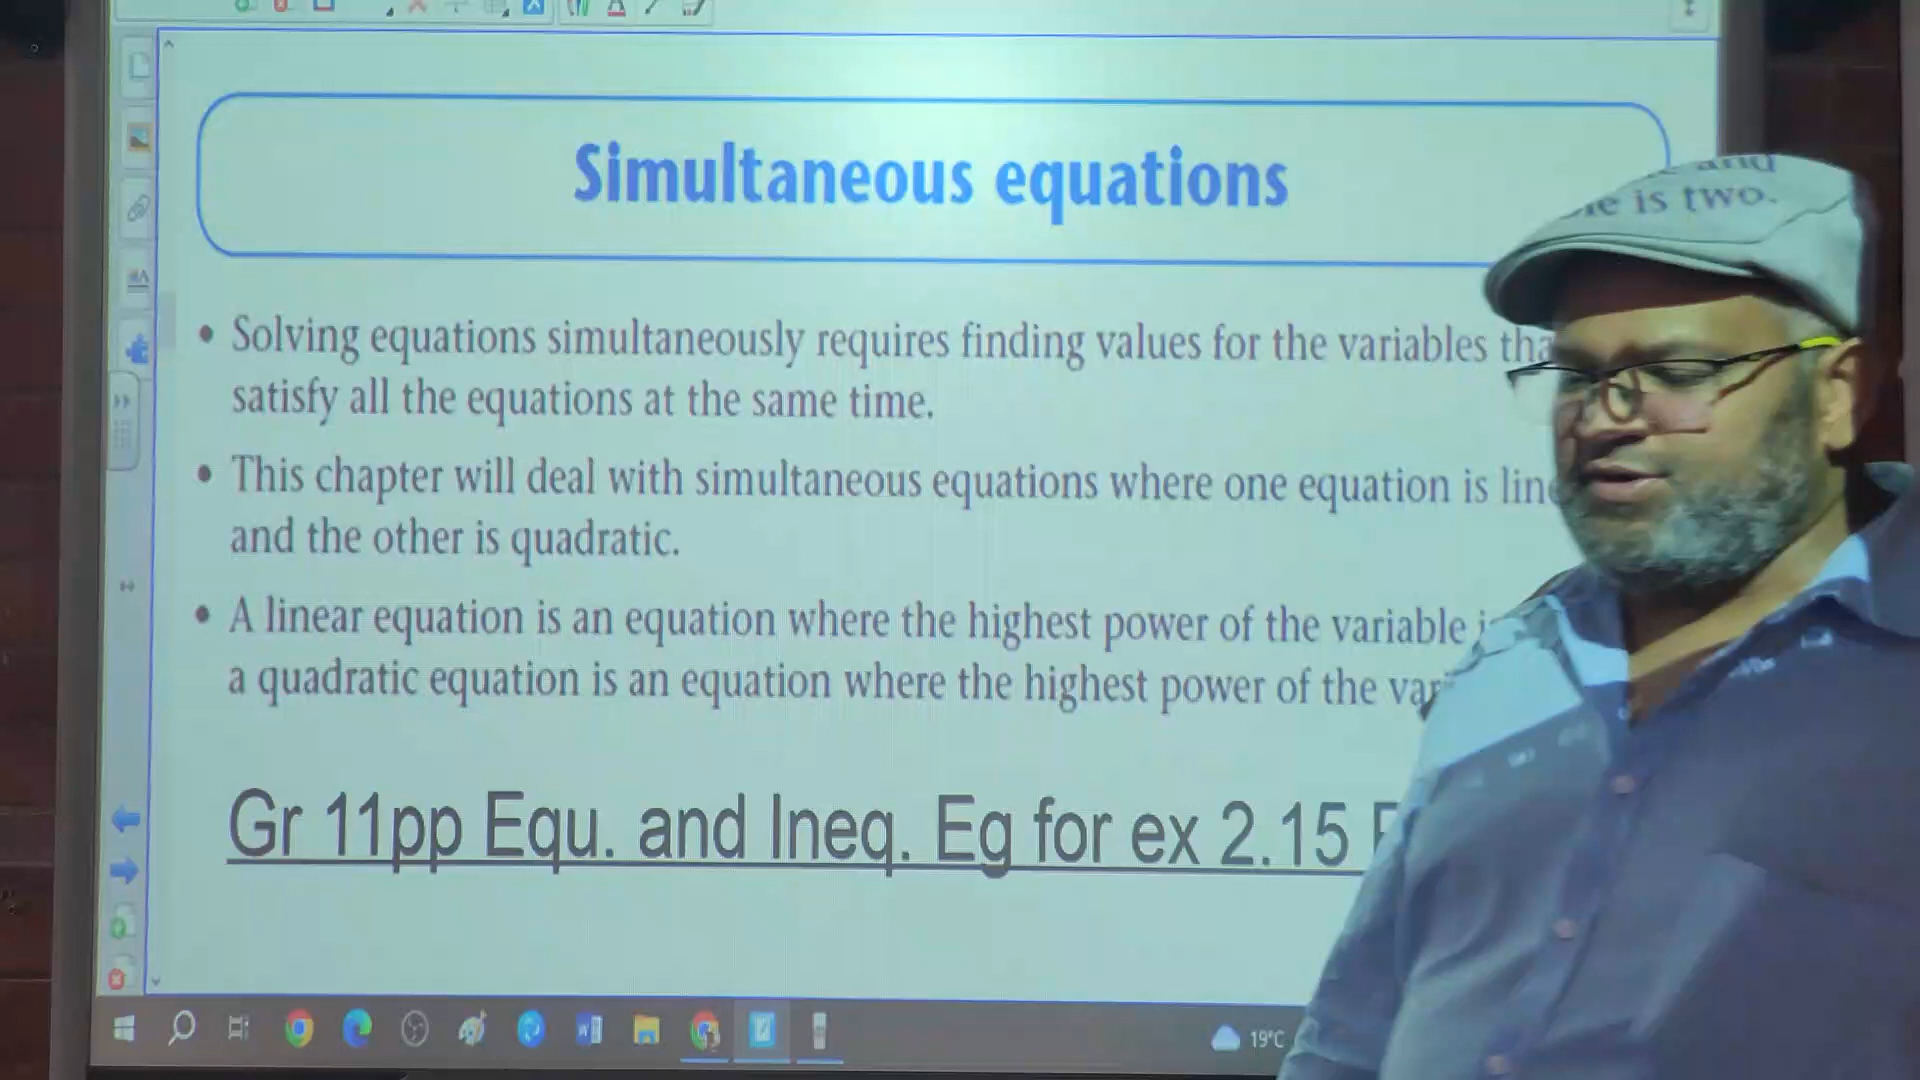 Simultaneous equations
• Solving equations simultaneously requires finding values for the variables
satisfy all the equations at the same time.
• This chapter will deal with simultaneous equations where one equation is
and the other is quadratic.
• A linear equation is an equation where the highest power of the variable
a quadratic equation is an equation where the highest power of the
and
is two.
Gr 11pp Equ. and Ineq. Eg for ex 2.15
19°C